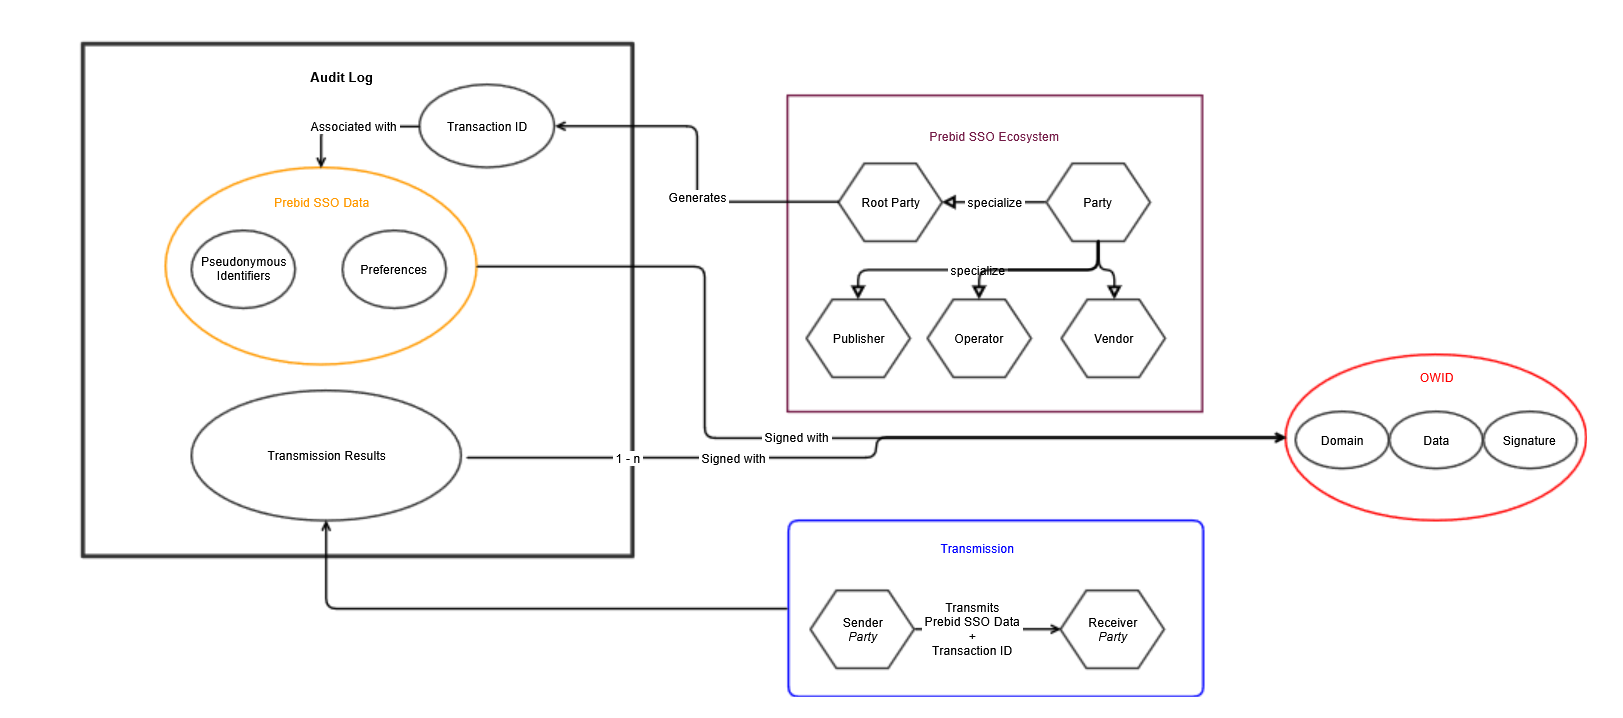 Audit Log
Transaction ID
Associated with
Prebid SSO Data
Pseudonymous
Identifiers
Preferences
Transmission Results
Generates
Prebid SSO Ecosystem
Root Party
specialize
Party
specialize
Publisher
Operator
Vendor
Signed with
1 - n
Signed with
OWID
Domain
Data
Signature
Transmission
Sender
Party
Transmits
Prebid SSO Data
+
Transaction ID
Receiver
Party